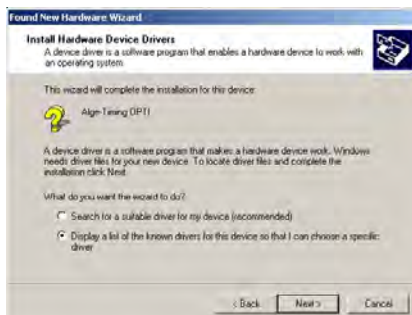 Found New Hardware Wizard
Install Hardware Device Drivers
A device driver is a software program that enables a hardware device to work with
an operating system.
This wizard will complete the installation for this device:
Alge-Timing OPTI
A device driver is a software program that makes a hardware device work. Windows
needs driver files for your new device. To locate driver files and complete the
installation click Next.
What do you want the wizard to do?
Search for a suitable driver for my device (recommended)
Display a list of the known drivers for this device so that I can choose a specific
driver
< Back Next > Cancel